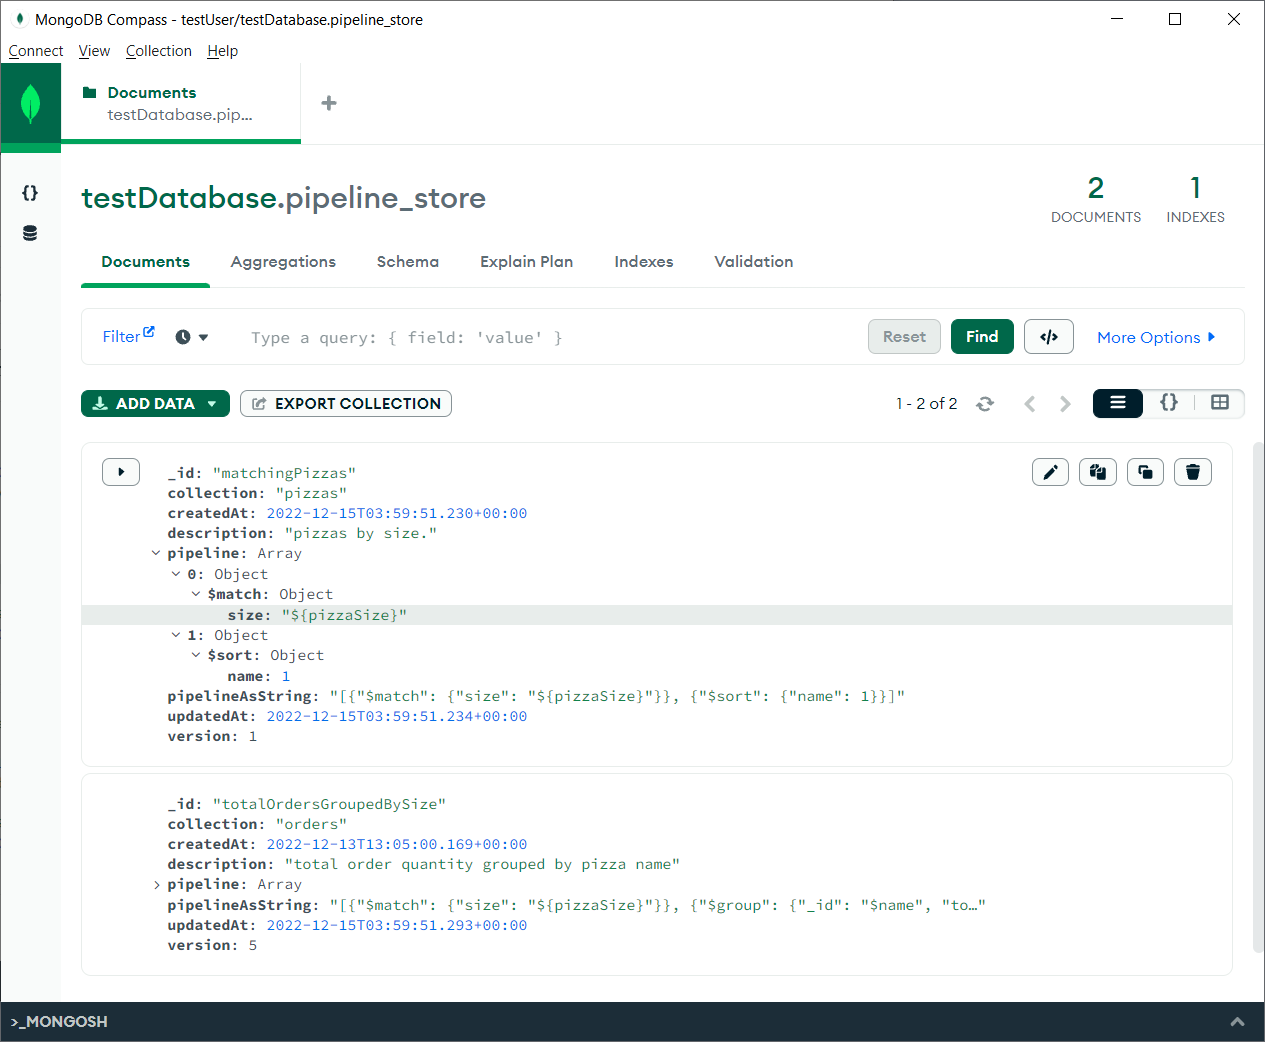 MongoDB Compass - testUser/testDatabase.pipeline_store
Connect View Collection Help
Documents
testDatabase.pip...
testDatabase.pipeline_store
2
DOCUMENTS
1
INDEXES
Documents Aggregations Schema Explain Plan Indexes Validation
Filter Type a query: { field: 'value' } Reset Find </> More Options
ADD DATA EXPORT COLLECTION 1 - 2 of 2 {}
_id: "matchingPizzas"
collection: "pizzas"
createdAt: 2022-12-15T03:59:51.230+00:00
description: "pizzas by size."
pipeline: Array
0: Object
$match: Object
size: "${pizzaSize}"
1: Object
$sort: Object
name: 1
pipelineAsString: "[{"$match": {"size": "${pizzaSize}"}}, {"$sort": {"name": 1}}]"
updatedAt: 2022-12-15T03:59:51.234+00:00
version: 1
_id: "totalOrdersGroupedBySize"
collection: "orders"
createdAt: 2022-12-13T13:05:00.169+00:00
description: "total order quantity grouped by pizza name"
pipeline: Array
pipelineAsString: "[{"$match": {"size": "${pizzaSize}"}}, {"$group": {"_id": "$name", "to…"
updatedAt: 2022-12-15T03:59:51.293+00:00
version: 5
>_MONGOSH